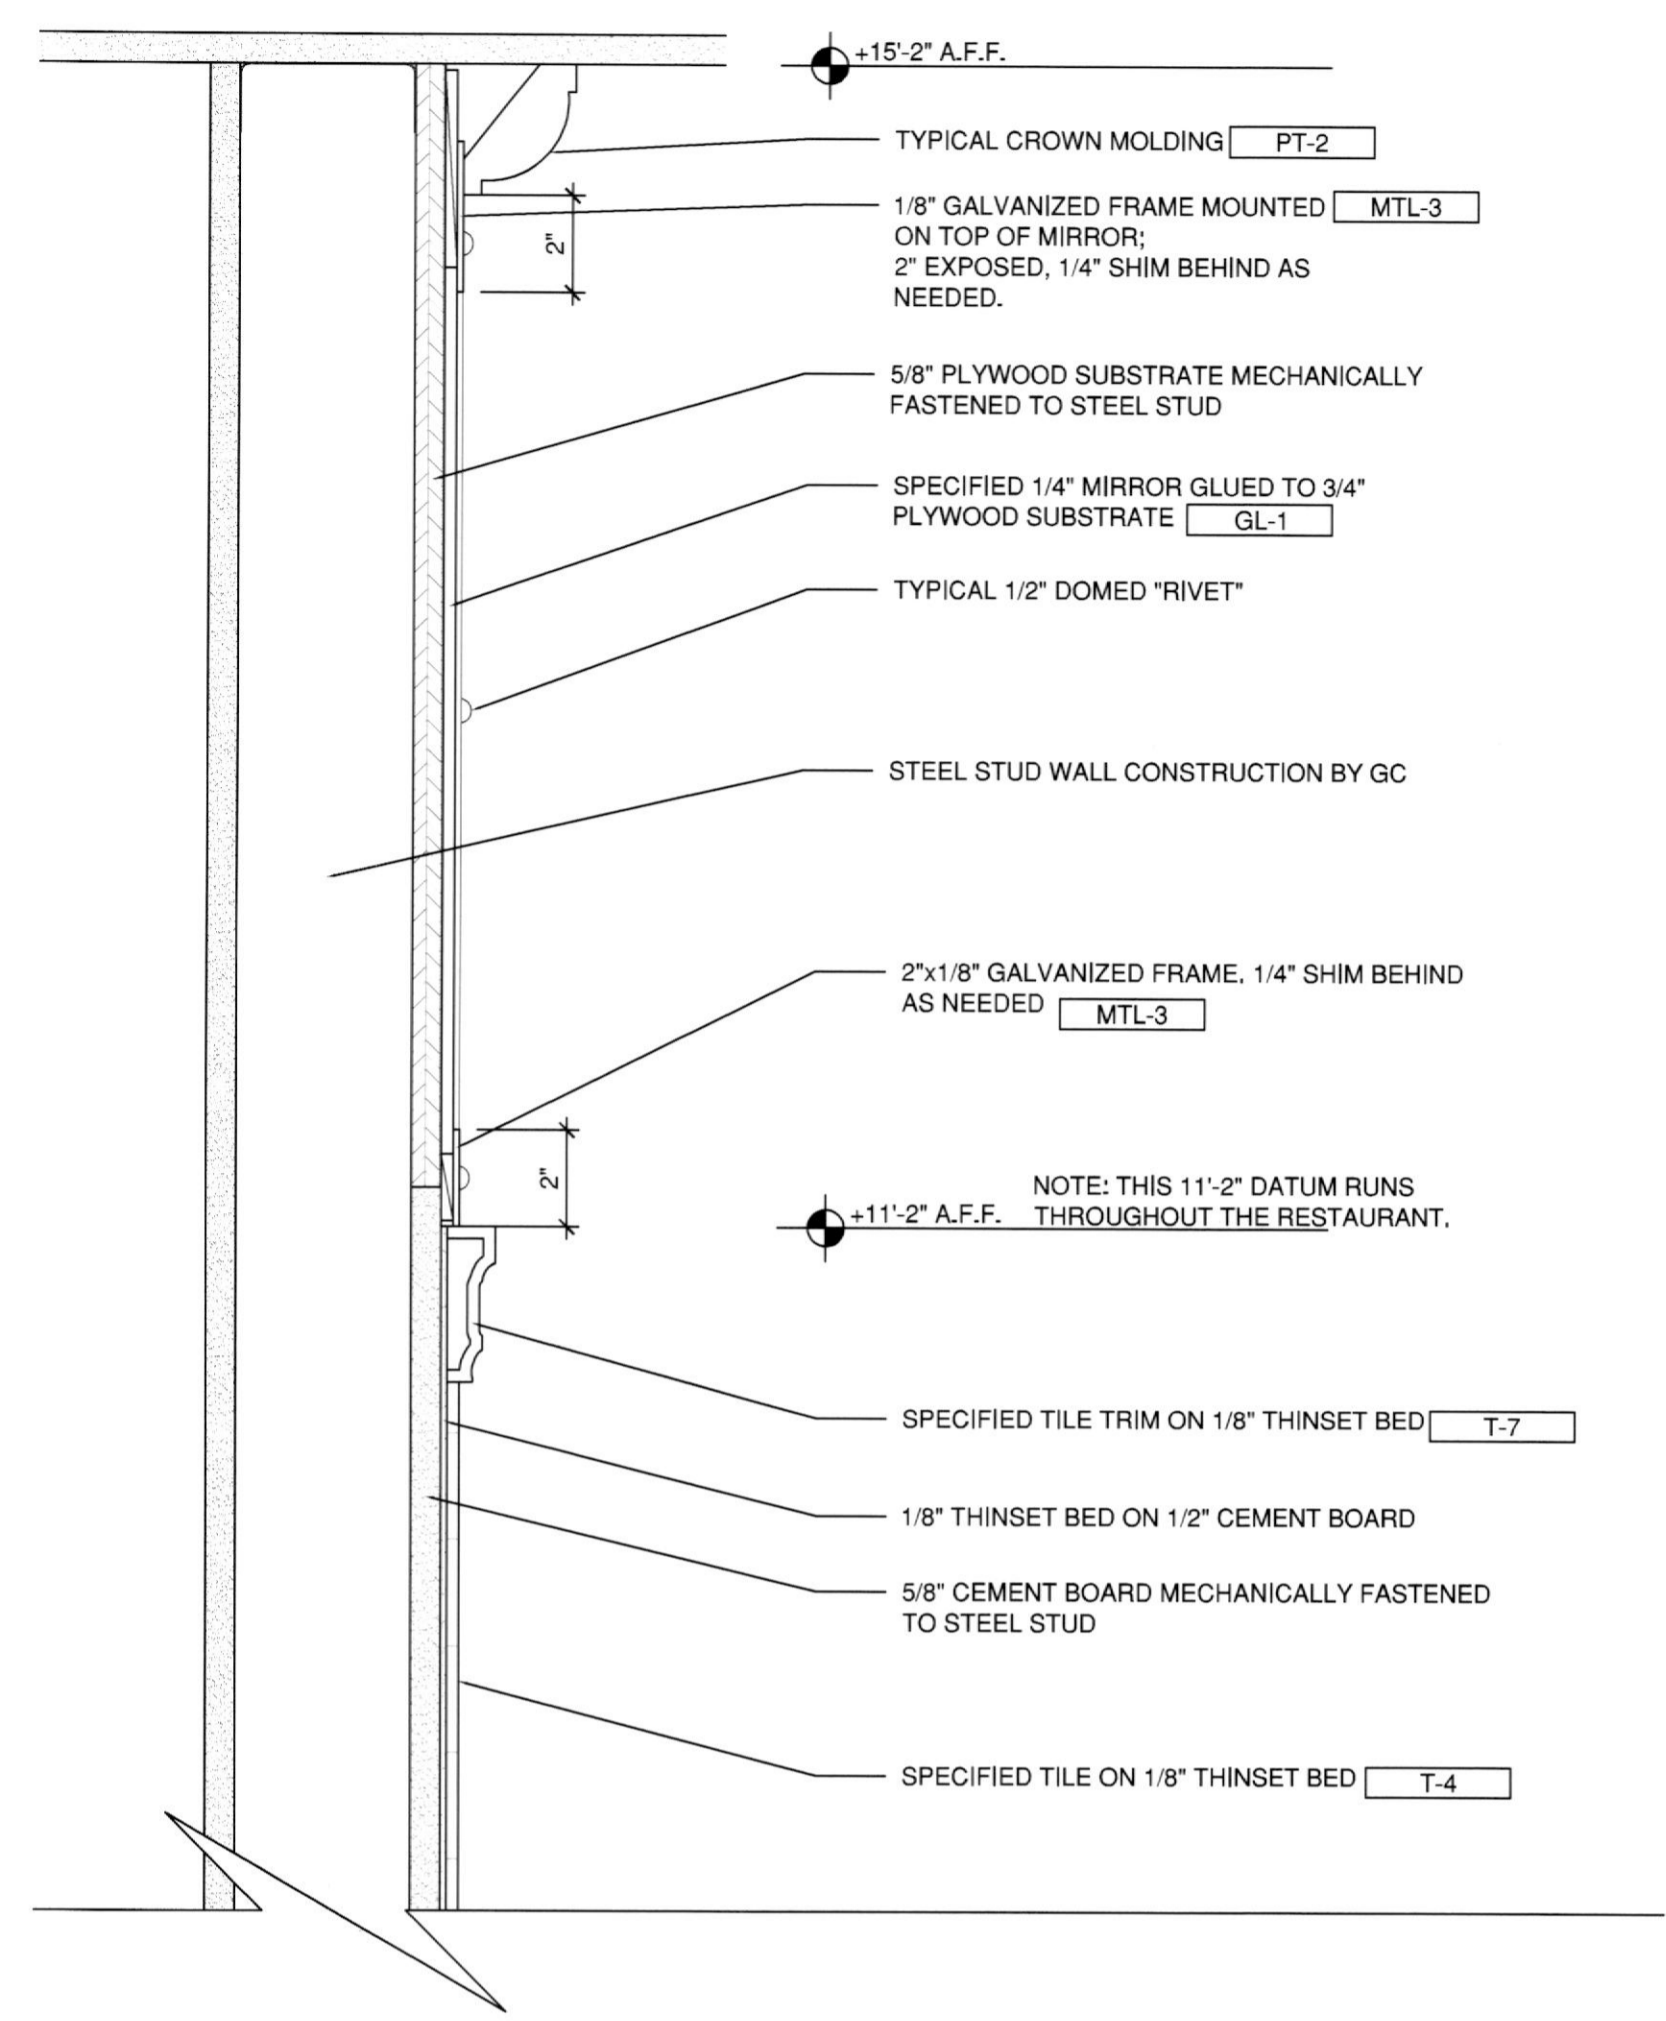 +15'-2" A.F.F.
TYPICAL CROWN MOLDING PT-2
1/8" GALVANIZED FRAME MOUNTED MTL-3
ON TOP OF MIRROR;
2" EXPOSED, 1/4" SHIM BEHIND AS
NEEDED.
2"
5/8" PLYWOOD SUBSTRATE MECHANICALLY
FASTENED TO STEEL STUD
SPECIFIED 1/4" MIRROR GLUED TO 3/4"
PLYWOOD SUBSTRATE GL-1
TYPICAL 1/2" DOMED "RIVET"
STEEL STUD WALL CONSTRUCTION BY GC
2"x1/8" GALVANIZED FRAME. 1/4" SHIM BEHIND
AS NEEDED MTL-3
2"
NOTE: THIS 11'-2" DATUM RUNS
+11'-2" A.F.F. THROUGHOUT THE RESTAURANT.
SPECIFIED TILE TRIM ON 1/8" THINSET BED T-7
1/8" THINSET BED ON 1/2" CEMENT BOARD
5/8" CEMENT BOARD MECHANICALLY FASTENED
TO STEEL STUD
SPECIFIED TILE ON 1/8" THINSET BED T-4